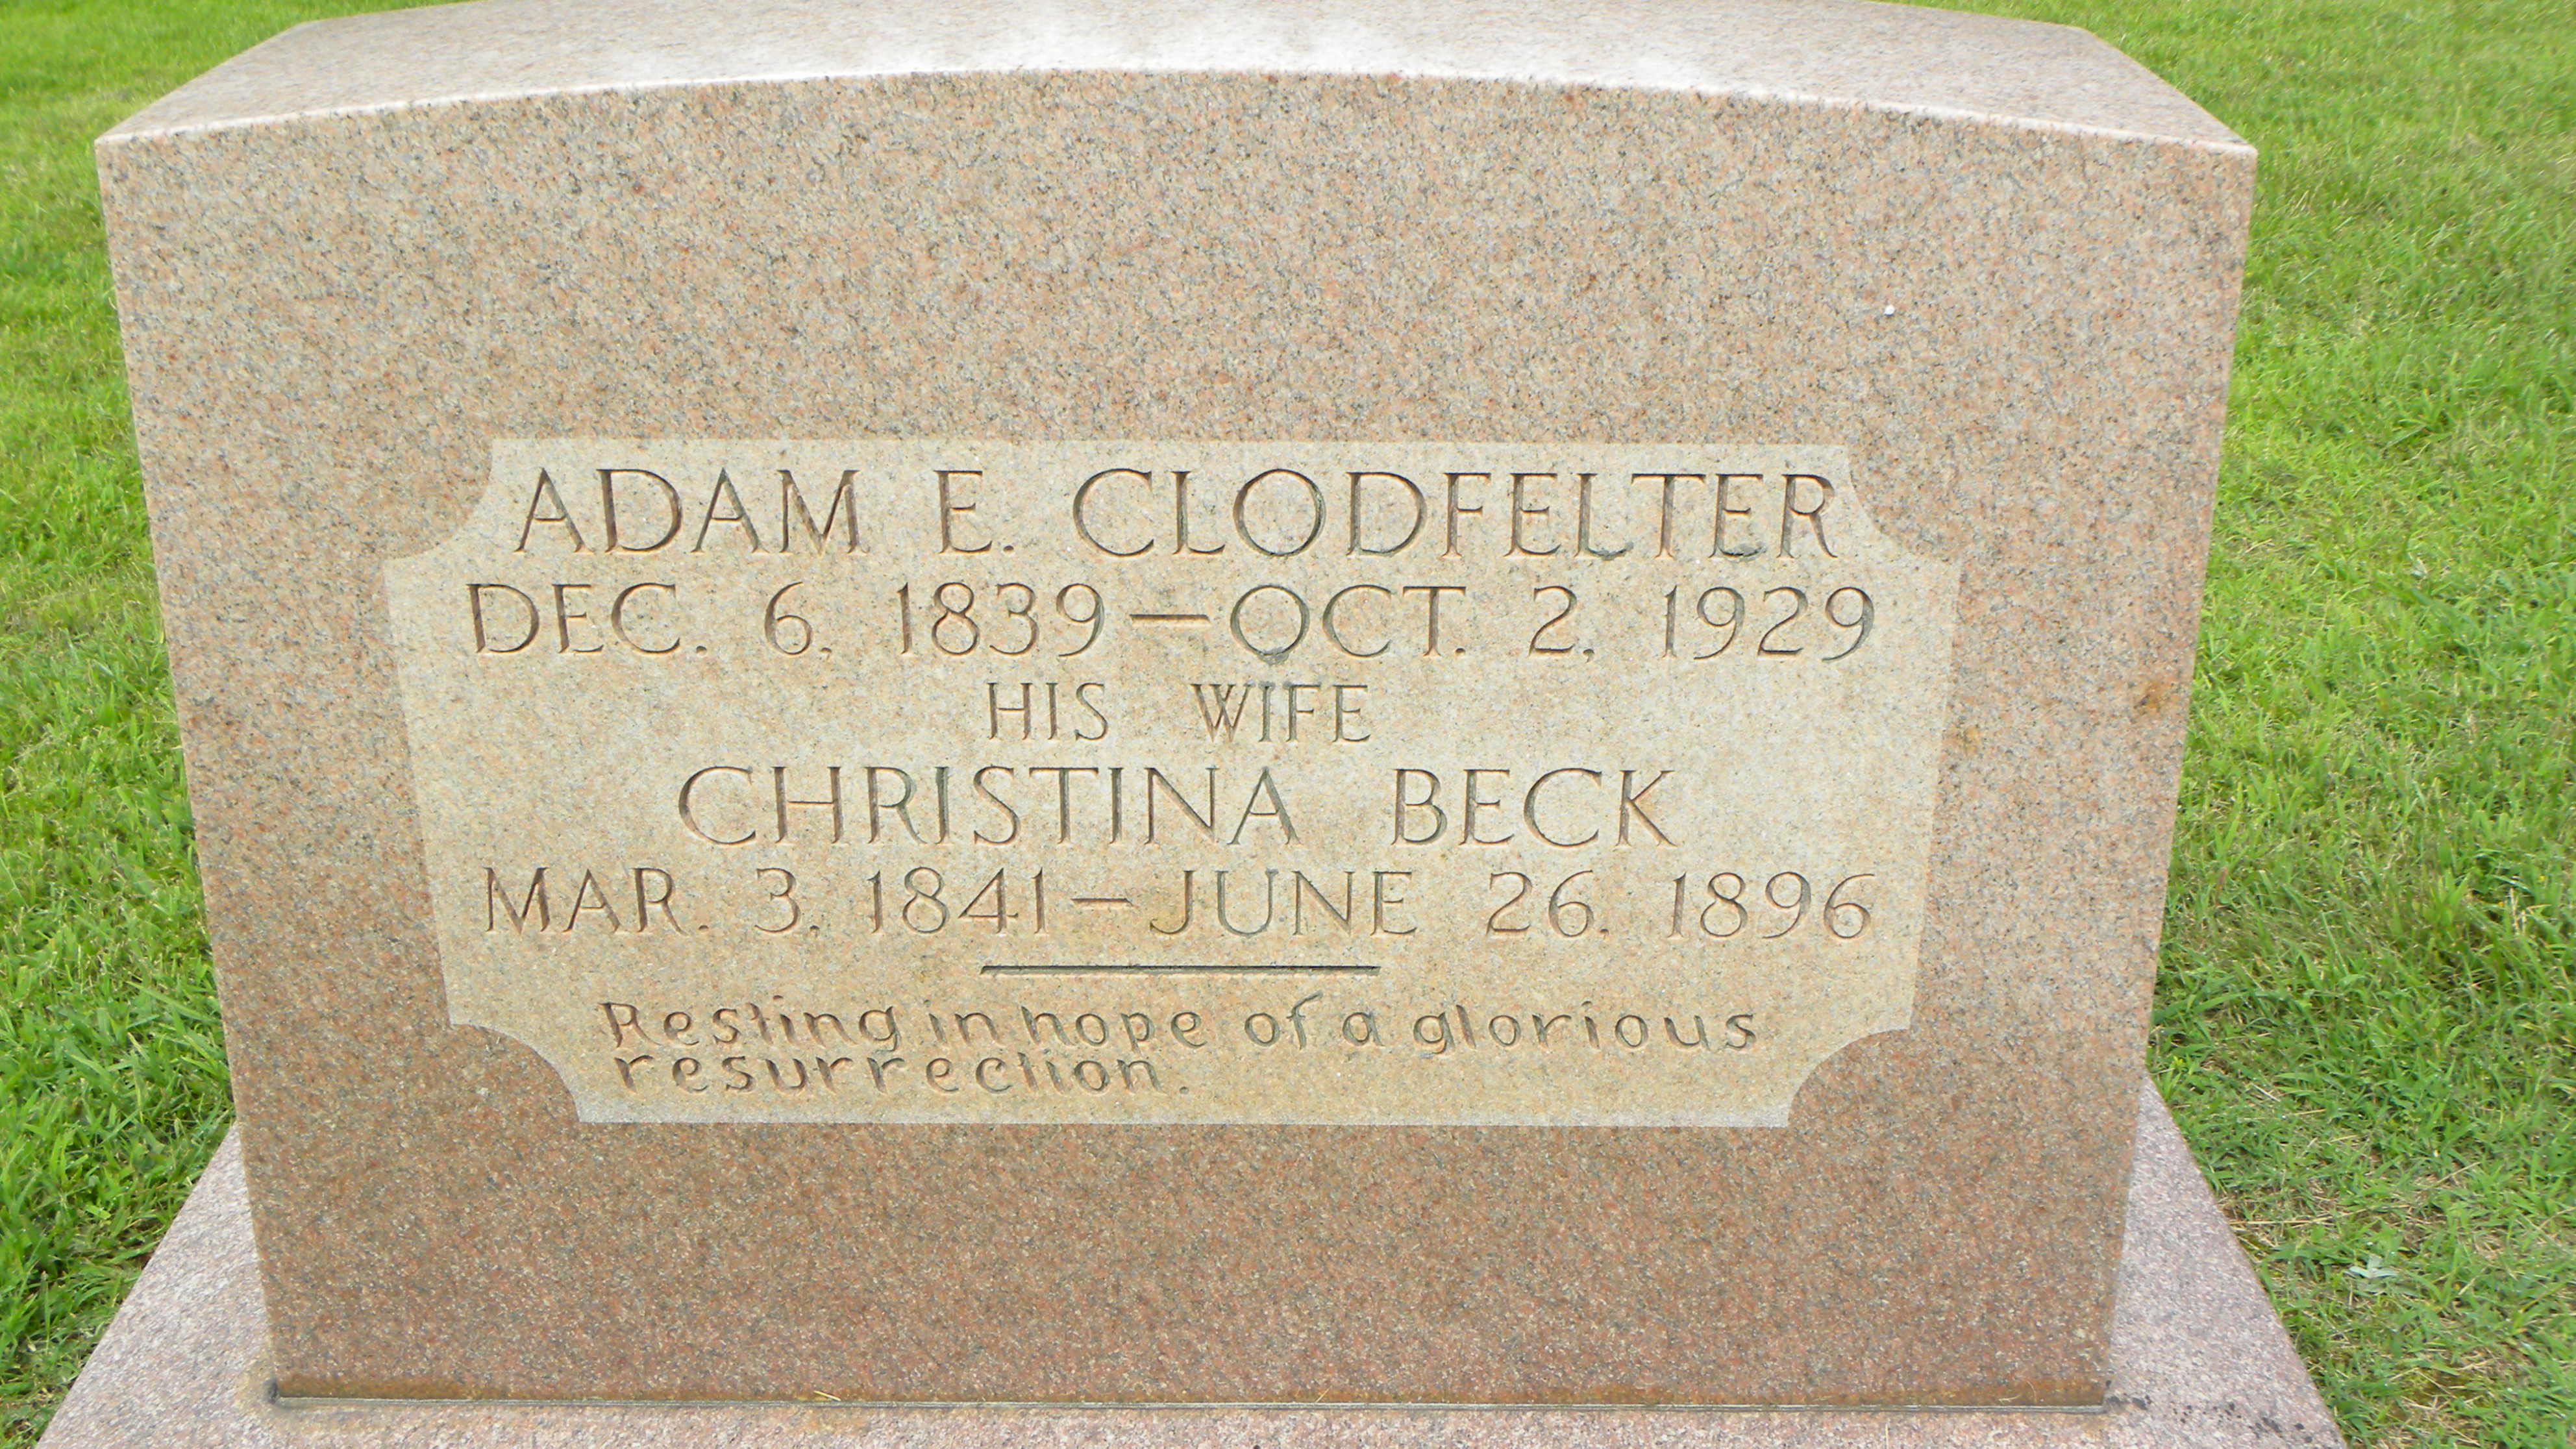 ADAM E. CLODFELTER
DEC. 6, 1839—OCT. 2, 1929
HIS WIFE
CHRISTINA BECK
MAR. 3, 1841—JUNE 26, 1896
Resting in hope of a glorious
resurrection.